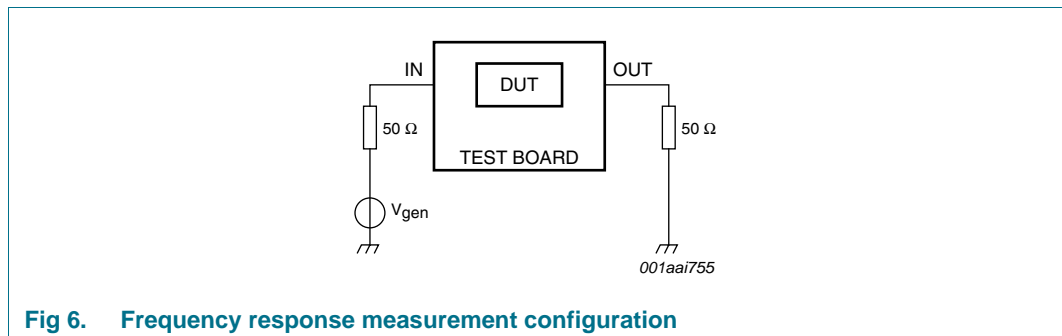 IN
OUT
DUT
50 Ω
50 Ω
TEST BOARD
Vgen
001aai755
Fig 6. Frequency response measurement configuration